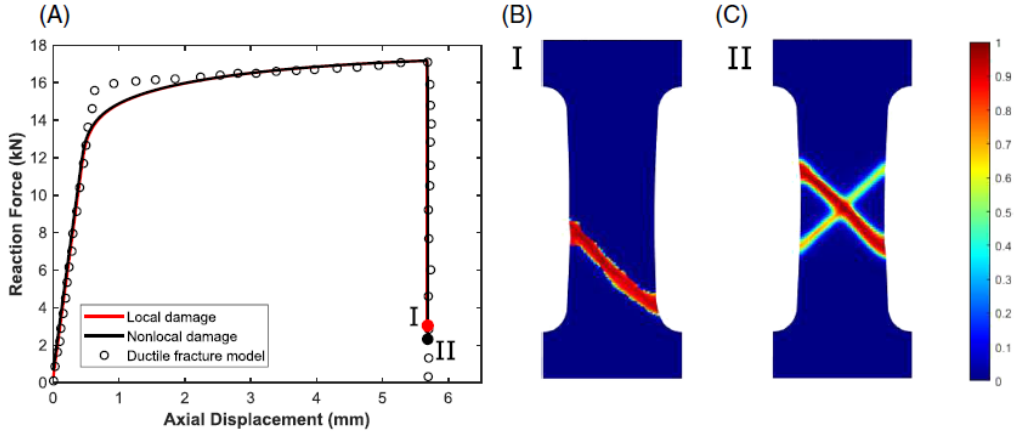 (A)
18
16
14
12
10
8
6
4
2
0
0 1 2 3 4 5 6
Reaction Force (kN)
Axial Displacement (mm)
Local damage
Nonlocal damage
Ductile fracture model
I
II
(B)
I
(C)
II
1
0.9
0.8
0.7
0.6
0.5
0.4
0.3
0.2
0.1
0